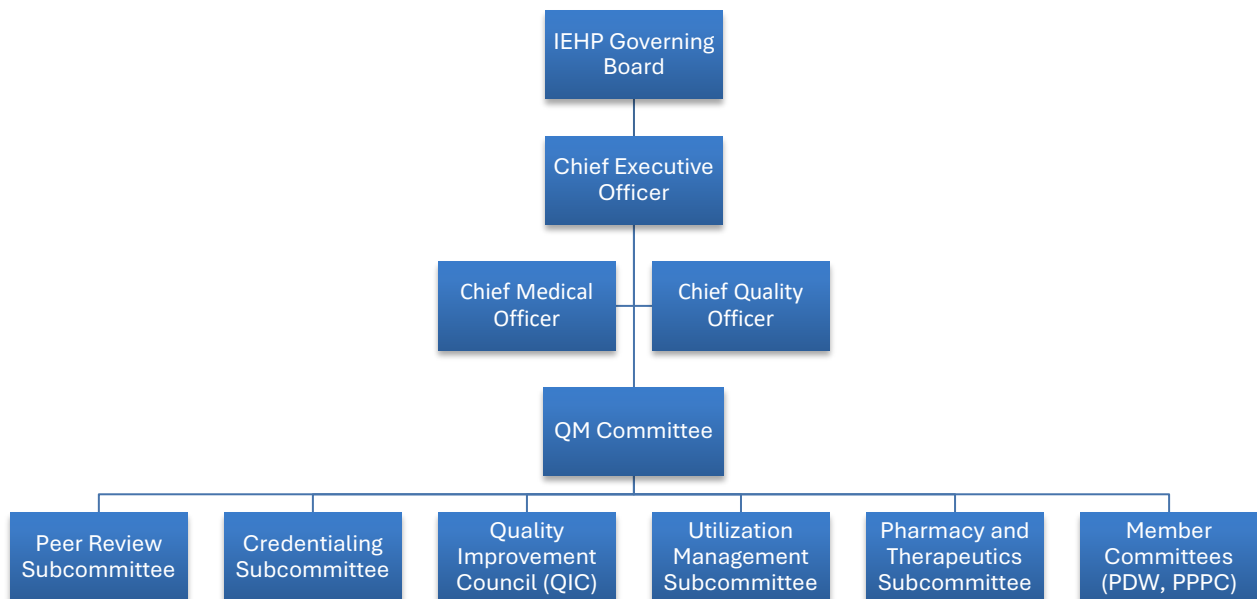 IEHP Governing
Board
Chief Executive
Officer
Chief Medical
Officer
Chief Quality
Officer
QM Committee
Peer Review
Subcommittee
Credentialing
Subcommittee
Quality
Improvement
Council (QIC)
Utilization
Management
Subcommittee
Pharmacy and
Therapeutics
Subcommittee
Member
Committees
(PDW, PPPC)